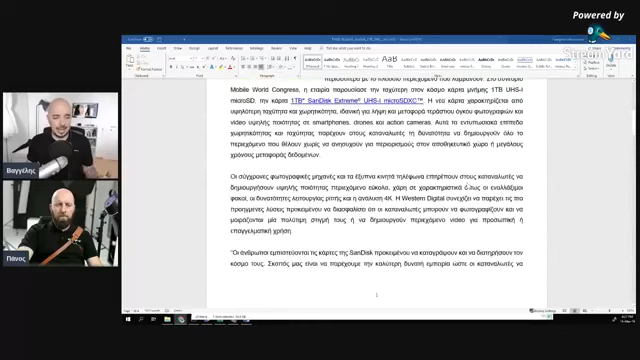 Powered by
StreamYard
περισσότερα με το πλούσιο περιεχόμενο που λαμβάνουν. Στο συνέδριο
Mobile World Congress, η εταιρία παρουσίασε την ταχύτερη στον κόσμο κάρτα μνήμης 1TB UHS-I
microSD, την κάρτα 1TB* SanDisk Extreme® UHS-I microSDXC™. Η νέα κάρτα χαρακτηρίζεται από
υψηλότερη ταχύτητα και χωρητικότητα, ιδανική για λήψη και μεταφορά τεράστιου όγκου φωτογραφιών και
video υψηλής ποιότητας σε smartphones, drones και action cameras. Αυτά τα εντυπωσιακά επίπεδα
χωρητικότητας και ταχύτητας παρέχουν στους καταναλωτές τη δυνατότητα να δημιουργούν όλο το
περιεχόμενο που θέλουν χωρίς να ανησυχούν για περιορισμούς στον αποθηκευτικό χώρο ή μεγάλους
χρόνους μεταφοράς δεδομένων.
Οι σύγχρονες φωτογραφικές μηχανές και τα έξυπνα κινητά τηλέφωνα επιτρέπουν στους καταναλωτές να
δημιουργήσουν υψηλής ποιότητας περιεχόμενο εύκολα, χάρη σε χαρακτηριστικά όπως οι εναλλάξιμοι
φακοί, οι δυνατότητες λειτουργίας ριπής και η ανάλυση 4K. Η Western Digital συνεχίζει να παρέχει τις πιο
προηγμένες λύσεις προκειμένου να διασφαλίσει ότι οι καταναλωτές μπορούν να φωτογραφίζουν και να
μοιράζονται μία πολύτιμη στιγμή τους ή να δημιουργούν περιεχόμενο video για προσωπική ή
επαγγελματική χρήση.
"Οι άνθρωποι εμπιστεύονται τις κάρτες της SanDisk προκειμένου να καταγράψουν και να διατηρήσουν τον
κόσμο τους. Σκοπός μας είναι να παρέχουμε την καλύτερη δυνατή εμπειρία ώστε οι καταναλωτές να
1
Βαγγέλης
Πάνος